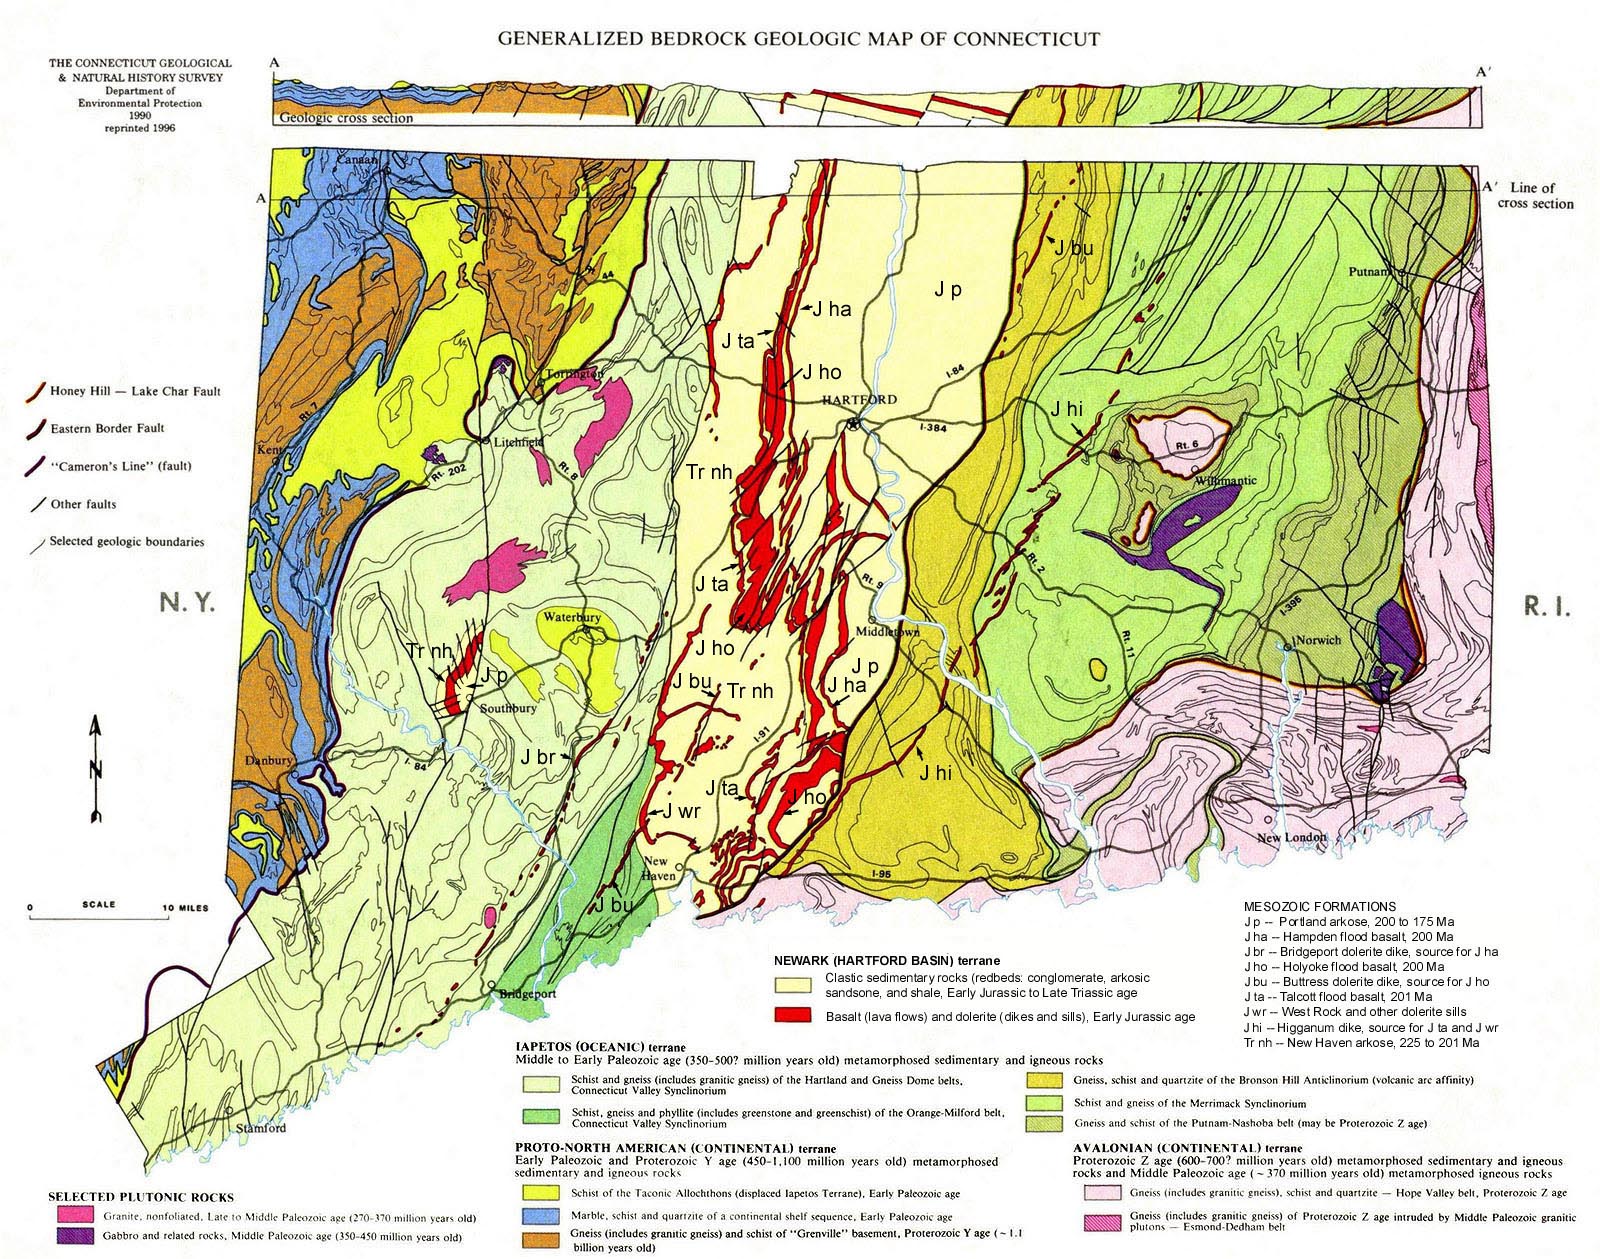 GENERALIZED BEDROCK GEOLOGIC MAP OF CONNECTICUT
THE CONNECTICUT GEOLOGICAL
& NATURAL HISTORY SURVEY
Department of
Environmental Protection
1990
reprinted 1996
A
A'
Geologic cross section
Canaan
A
A' Line of
cross section
J bu
44
Putnam
J p
J ha
J ta
J ho
Torrington
I-84
HARTFORD
Honey Hill — Lake Char Fault
Rt. 7
J hi
Eastern Border Fault
I-384
Litchfield
Rt. 6
Kent
"Cameron's Line" (fault)
Rt. 202
Rt. 8
Tr nh
Willimantic
Other faults
Selected geologic boundaries
Rt. 2
J ta
Rt. 9
N. Y.
R. I.
I-395
Waterbury
Middletown
Rt. 11
Norwich
Tr nh
J ho
J p
J p
J bu
Tr nh
J ha
Southbury
I-91
N
J br
Danbury
I. 84
J hi
J ta
J ho
J wr
New London
New
Haven
I-95
J bu
0 SCALE 10 MILES
MESOZOIC FORMATIONS
J p -- Portland arkose, 200 to 175 Ma
J ha -- Hampden flood basalt, 200 Ma
J br -- Bridgeport dolerite dike, source for J ha
J ho -- Holyoke flood basalt, 200 Ma
J bu -- Buttress dolerite dike, source for J ho
J ta -- Talcott flood basalt, 201 Ma
J wr -- West Rock and other dolerite sills
J hi -- Higganum dike, source for J ta and J wr
Tr nh -- New Haven arkose, 225 to 201 Ma
NEWARK (HARTFORD BASIN) terrane
Clastic sedimentary rocks (redbeds: conglomerate, arkosic
sandsone, and shale, Early Jurassic to Late Triassic age
Basalt (lava flows) and dolerite (dikes and sills), Early Jurassic age
Bridgeport
Stamford
IAPETOS (OCEANIC) terrane
Middle to Early Paleozoic age (350-500? million years old) metamorphosed sedimentary and igneous rocks
Schist and gneiss (includes granitic gneiss) of the Hartland and Gneiss Dome belts,
Connecticut Valley Synclinorium
Schist, gneiss and phyllite (includes greenstone and greenschist) of the Orange-Milford belt,
Connecticut Valley Synclinorium
Gneiss, schist and quartzite of the Bronson Hill Anticlinorium (volcanic arc affinity)
Schist and gneiss of the Merrimack Synclinorium
Gneiss and schist of the Putnam-Nashoba belt (may be Proterozoic Z age)
PROTO-NORTH AMERICAN (CONTINENTAL) terrane
Early Paleozoic and Proterozoic Y age (450-1,100 million years old) metamorphosed
sedimentary and igneous rocks
Schist of the Taconic Allochthons (displaced Iapetos Terrane), Early Paleozoic age
Marble, schist and quartzite of a continental shelf sequence, Early Paleozoic age
Gneiss (includes granitic gneiss) and schist of "Grenville" basement, Proterozoic Y age (~ 1.1
billion years old)
AVALONIAN (CONTINENTAL) terrane
Proterozoic Z age (600-700? million years old) metamorphosed sedimentary and igneous
rocks and Middle Paleozoic age (~ 370 million years old) metamorphosed igneous rocks
Gneiss (includes granitic gneiss), schist and quartzite — Hope Valley belt, Proterozoic Z age
Gneiss (includes granitic gneiss) of Proterozoic Z age intruded by Middle Paleozoic granitic
plutons — Esmond-Dedham belt
SELECTED PLUTONIC ROCKS
Granite, nonfoliated, Late to Middle Paleozoic age (270-370 million years old)
Gabbro and related rocks, Middle Paleozoic age (350-450 million years old)